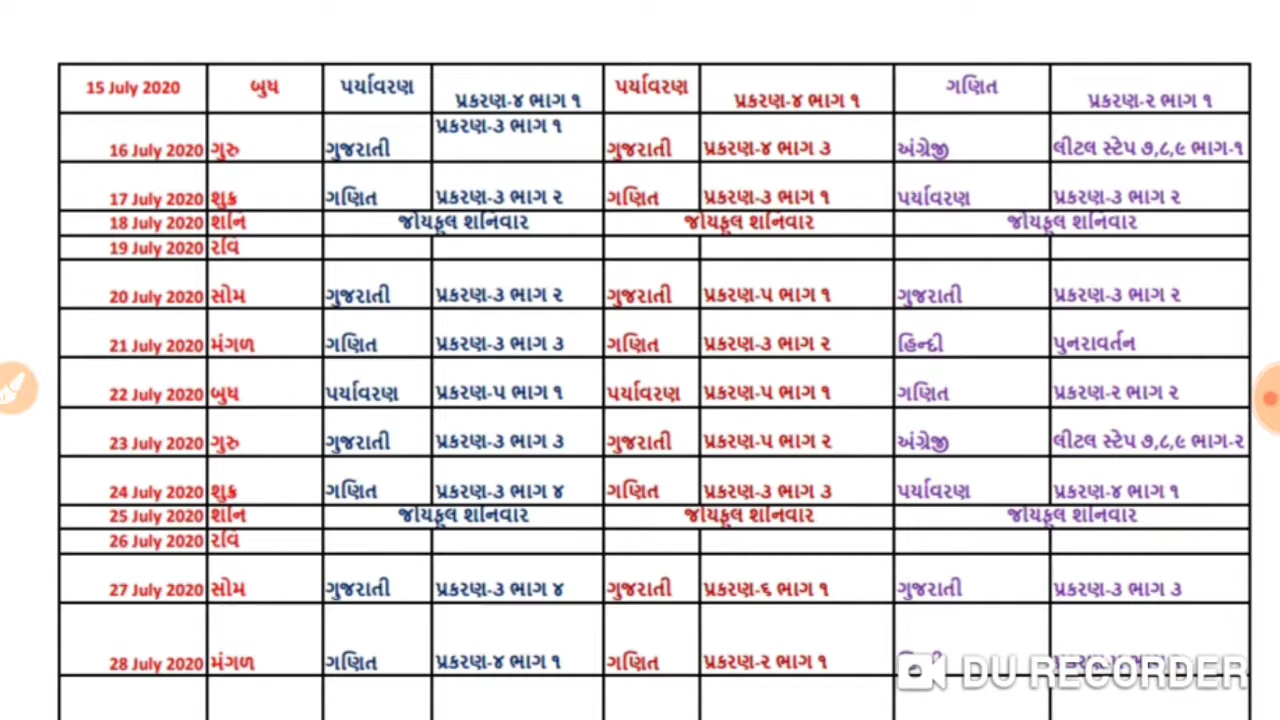 15 July 2020 બુધ પર્યાવરણ પ્રકરણ-૪ ભાગ ૧ પર્યાવરણ પ્રકરણ-૪ ભાગ ૧ ગણિત પ્રકરણ-૨ ભાગ ૧
16 July 2020 ગુરુ ગુજરાતી પ્રકરણ-૩ ભાગ ૧ ગુજરાતી પ્રકરણ-૪ ભાગ ૩ અંગ્રેજી લીટલ સ્ટેપ ૭,૮,૯ ભાગ-૧
17 July 2020 શુક્ર ગણિત પ્રકરણ-૩ ભાગ ૨ ગણિત પ્રકરણ-૩ ભાગ ૧ પર્યાવરણ પ્રકરણ-૩ ભાગ ૨
18 July 2020 શનિ જોયફૂલ શનિવાર જોયફૂલ શનિવાર જોયફૂલ શનિવાર
19 July 2020 રવિ
20 July 2020 સોમ ગુજરાતી પ્રકરણ-૩ ભાગ ૨ ગુજરાતી પ્રકરણ-૫ ભાગ ૧ ગુજરાતી પ્રકરણ-૩ ભાગ ૨
21 July 2020 મંગળ ગણિત પ્રકરણ-૩ ભાગ ૩ ગણિત પ્રકરણ-૩ ભાગ ૨ હિન્દી પુનરાવર્તન
22 July 2020 બુધ પર્યાવરણ પ્રકરણ-૫ ભાગ ૧ પર્યાવરણ પ્રકરણ-૫ ભાગ ૧ ગણિત પ્રકરણ-૨ ભાગ ૨
23 July 2020 ગુરુ ગુજરાતી પ્રકરણ-૩ ભાગ ૩ ગુજરાતી પ્રકરણ-૫ ભાગ ૨ અંગ્રેજી લીટલ સ્ટેપ ૭,૮,૯ ભાગ-૨
24 July 2020 શુક્ર ગણિત પ્રકરણ-૩ ભાગ ૪ ગણિત પ્રકરણ-૩ ભાગ ૩ પર્યાવરણ પ્રકરણ-૪ ભાગ ૧
25 July 2020 શનિ જોયફૂલ શનિવાર જોયફૂલ શનિવાર જોયફૂલ શનિવાર
26 July 2020 રવિ
27 July 2020 સોમ ગુજરાતી પ્રકરણ-૩ ભાગ ૪ ગુજરાતી પ્રકરણ-૬ ભાગ ૧ ગુજરાતી પ્રકરણ-૩ ભાગ ૩
28 July 2020 મંગળ ગણિત પ્રકરણ-૪ ભાગ ૧ ગણિત પ્રકરણ-૨ ભાગ ૧
DU RECORDER